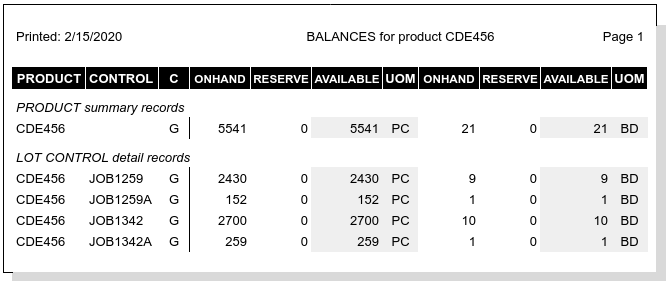 Printed: 2/15/2020 BALANCES for product CDE456 Page 1
PRODUCT CONTROL C ONHAND RESERVE AVAILABLE UOM ONHAND RESERVE AVAILABLE UOM
PRODUCT summary records
CDE456 G 5541 0 5541 PC 21 0 21 BD
LOT CONTROL detail records
CDE456 JOB1259 G 2430 0 2430 PC 9 0 9 BD
CDE456 JOB1259A G 152 0 152 PC 1 0 1 BD
CDE456 JOB1342 G 2700 0 2700 PC 10 0 10 BD
CDE456 JOB1342A G 259 0 259 PC 1 0 1 BD